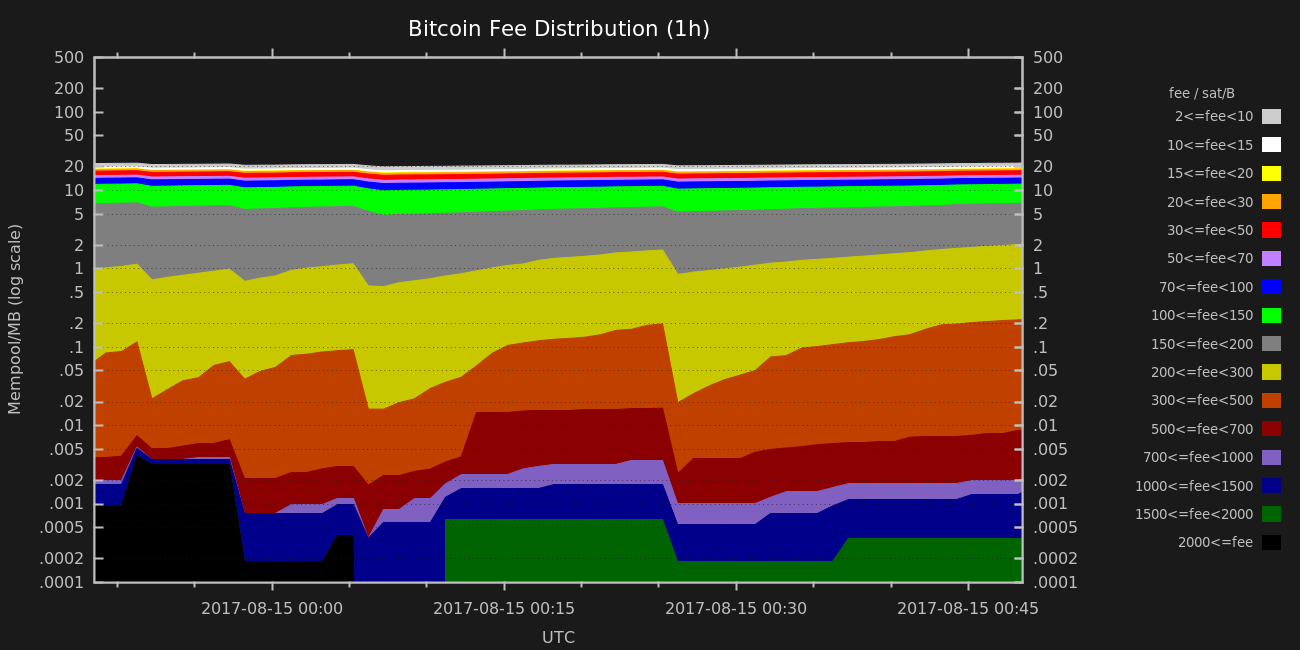 Bitcoin Fee Distribution (1h)
Mempool/MB (log scale)
500
200
100
50
20
10
5
2
1
.5
.2
.1
.05
.02
.01
.005
.002
.001
.0005
.0002
.0001
500
200
100
50
20
10
5
2
1
.5
.2
.1
.05
.02
.01
.005
.002
.001
.0005
.0002
.0001
2017-08-15 00:00 2017-08-15 00:15 2017-08-15 00:30 2017-08-15 00:45
UTC
fee / sat/B
2<=fee<10
10<=fee<15
15<=fee<20
20<=fee<30
30<=fee<50
50<=fee<70
70<=fee<100
100<=fee<150
150<=fee<200
200<=fee<300
300<=fee<500
500<=fee<700
700<=fee<1000
1000<=fee<1500
1500<=fee<2000
2000<=fee